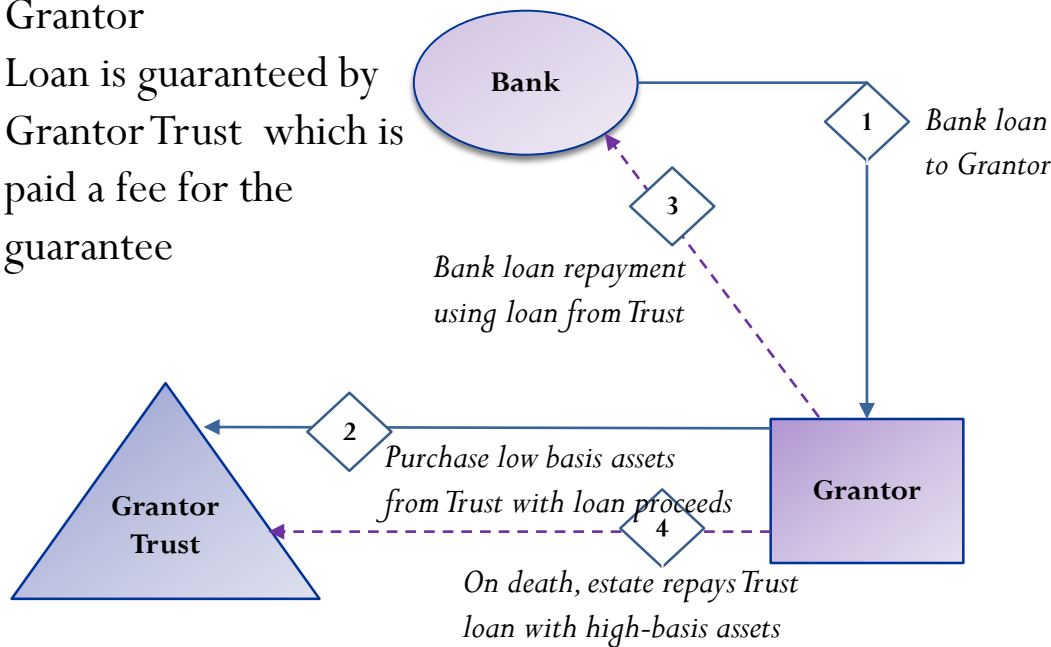 Grantor
Loan is guaranteed by
Grantor Trust which is
paid a fee for the
guarantee
Bank
1
Bank loan
to Grantor
3
Bank loan repayment
using loan from Trust
2
Purchase low basis assets
from Trust with loan proceeds
Grantor
Trust
Grantor
4
On death, estate repays Trust
loan with high-basis assets